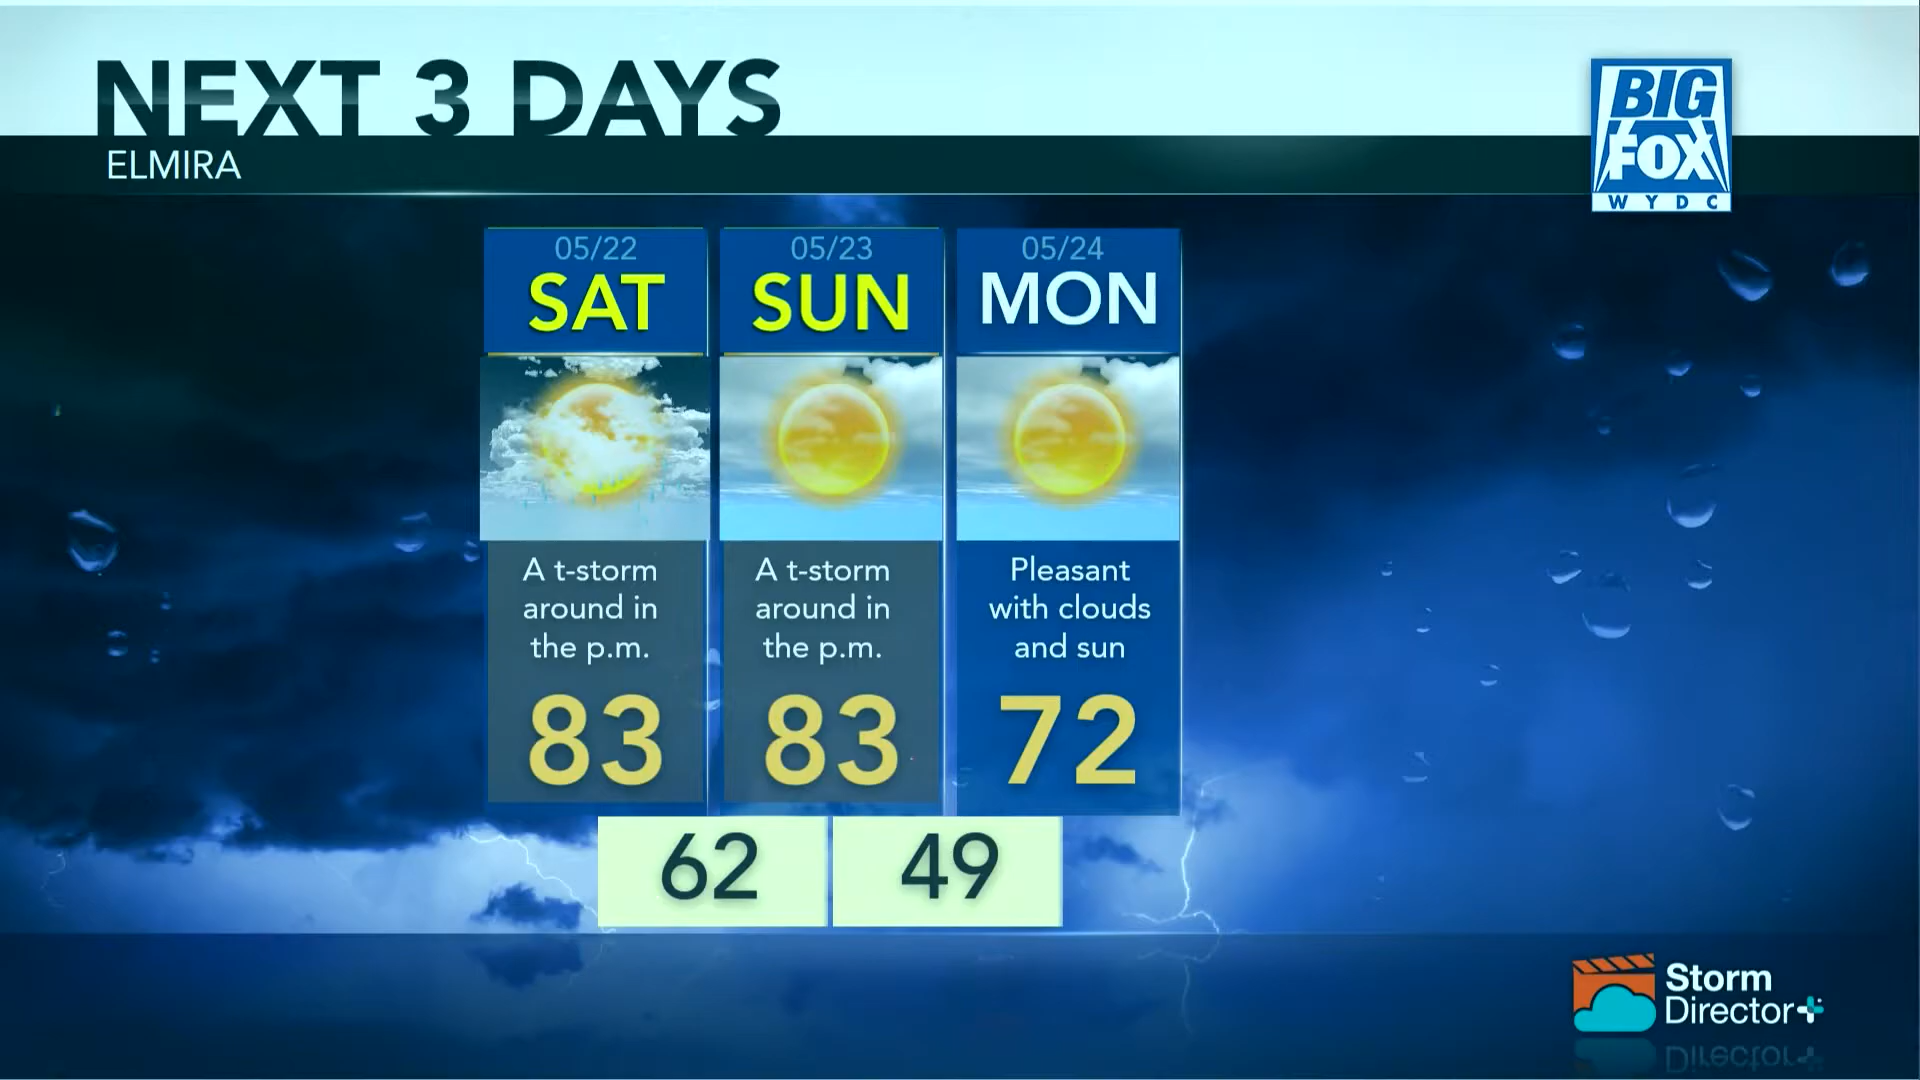 NEXT 3 DAYS
ELMIRA
BIG
FOX
WYDC
05/22
SAT
A t-storm
around in
the p.m.
83
05/23
SUN
A t-storm
around in
the p.m.
83
05/24
MON
Pleasant
with clouds
and sun
72
62
49
Storm
Director+